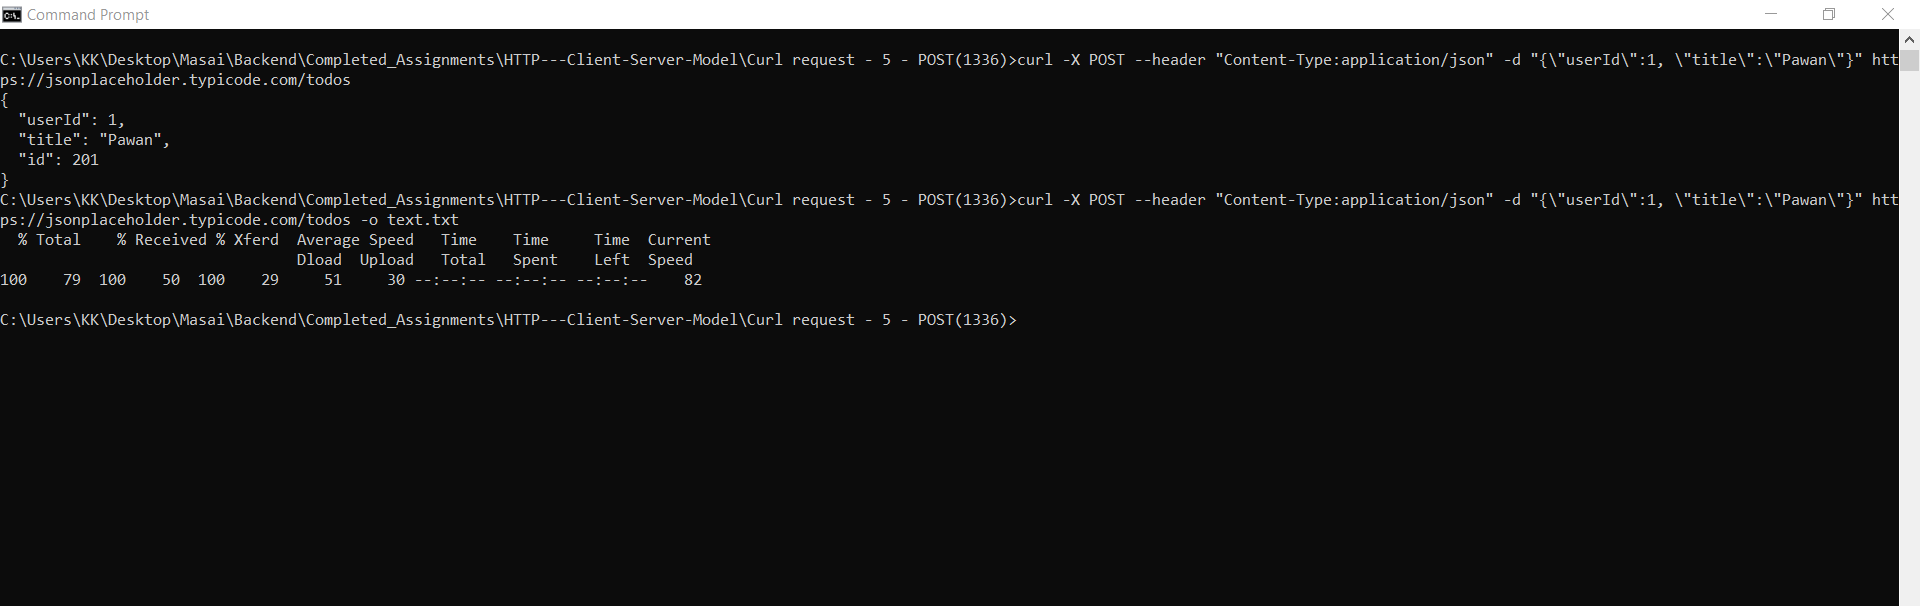 Command Prompt
C:\Users\KK\Desktop\Masai\Backend\Completed_Assignments\HTTP---Client-Server-Model\Curl request - 5 - POST(1336)>curl -X POST --header "Content-Type:application/json" -d "{\"userId\":1, \"title\":\"Pawan\"}" htt
ps://jsonplaceholder.typicode.com/todos
{
  "userId": 1,
  "title": "Pawan",
  "id": 201
}
C:\Users\KK\Desktop\Masai\Backend\Completed_Assignments\HTTP---Client-Server-Model\Curl request - 5 - POST(1336)>curl -X POST --header "Content-Type:application/json" -d "{\"userId\":1, \"title\":\"Pawan\"}" htt
ps://jsonplaceholder.typicode.com/todos -o text.txt
  % Total    % Received % Xferd  Average Speed   Time    Time     Time  Current
                                 Dload  Upload   Total   Spent    Left  Speed
100    79  100    50  100    29     51     30 --:--:-- --:--:-- --:--:--    82
C:\Users\KK\Desktop\Masai\Backend\Completed_Assignments\HTTP---Client-Server-Model\Curl request - 5 - POST(1336)>